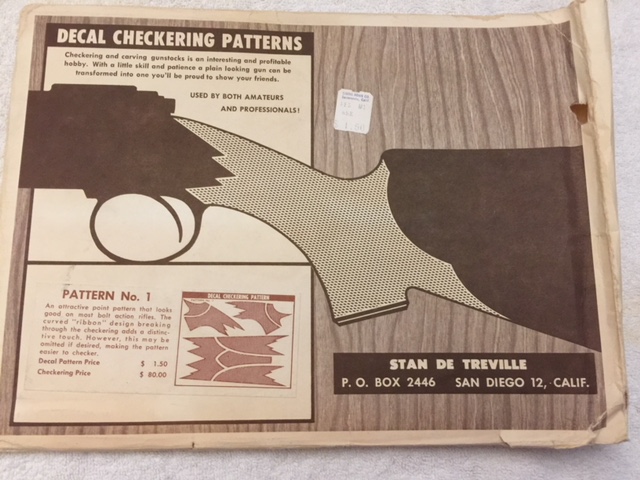 DECAL CHECKERING PATTERNS
Checkering and carving gunstocks is an interesting and profitable
hobby. With a little skill and patience a plain looking gun can be
transformed into one you'll be proud to show your friends.
USED BY BOTH AMATEURS
AND PROFESSIONALS!
PATTERN No. 1
An attractive point pattern that looks
good on most bolt action rifles. The
curved "ribbon" design breaking
through the checkering adds a distinc-
tive touch. However, this may be
omitted if desired, making the pattern
easier to checker.
Decal Pattern Price $ 1.50
Checkering Price $ 80.00
DECAL CHECKERING PATTERN
STAN DE TREVILLE
P. O. BOX 2446 SAN DIEGO 12, CALIF.